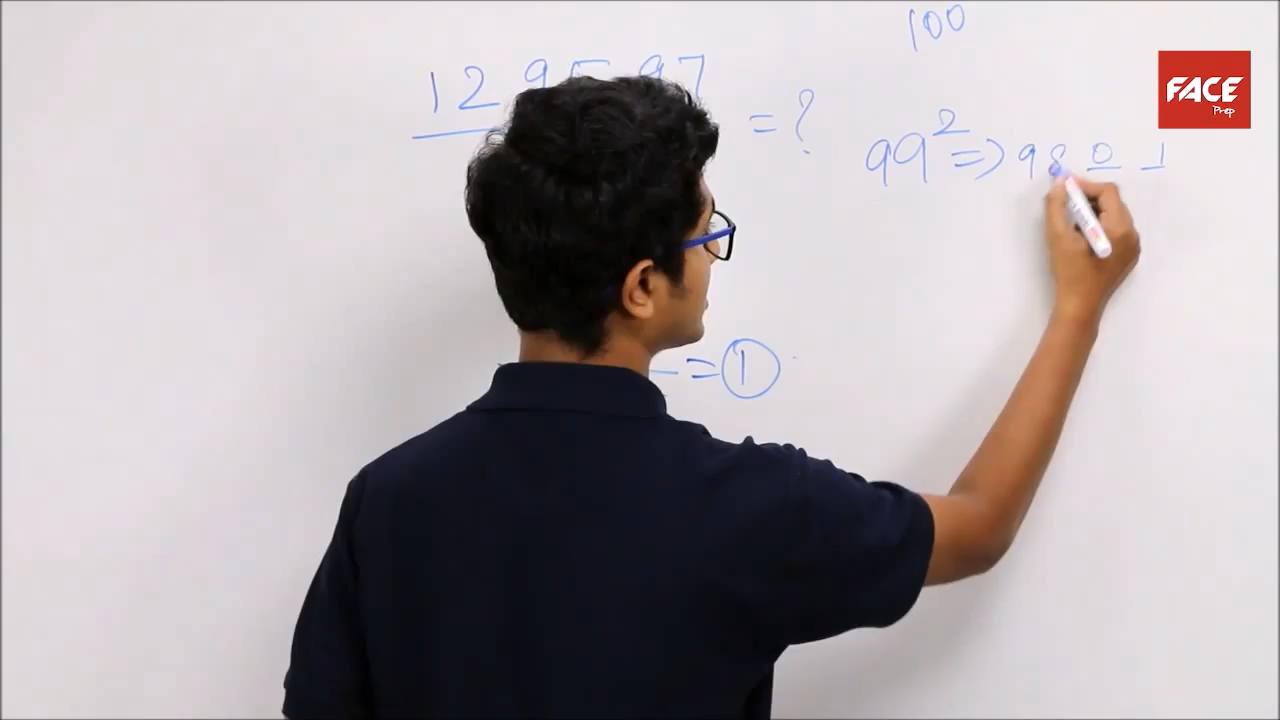 100
12 95 97
= ?
99² => 98 0 1
= 1
FACE
Prep